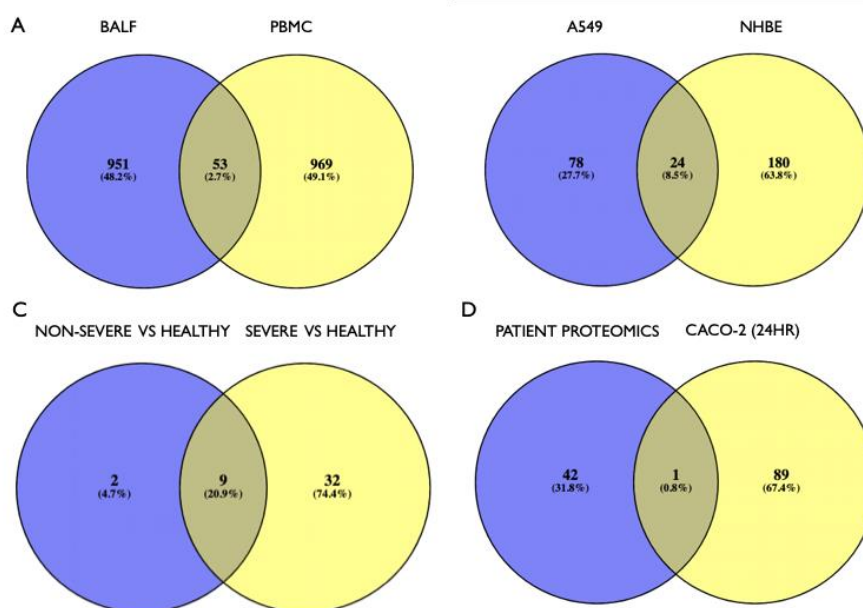 A
BALF PBMC
951 53 969
(48.2%) (2.7%) (49.1%)
A549 NHBE
78 24 180
(27.7%) (8.5%) (63.8%)
C
NON-SEVERE VS HEALTHY SEVERE VS HEALTHY
2 9 32
(4.7%) (20.9%) (74.4%)
D
PATIENT PROTEOMICS CACO-2 (24HR)
42 1 89
(31.8%) (0.8%) (67.4%)